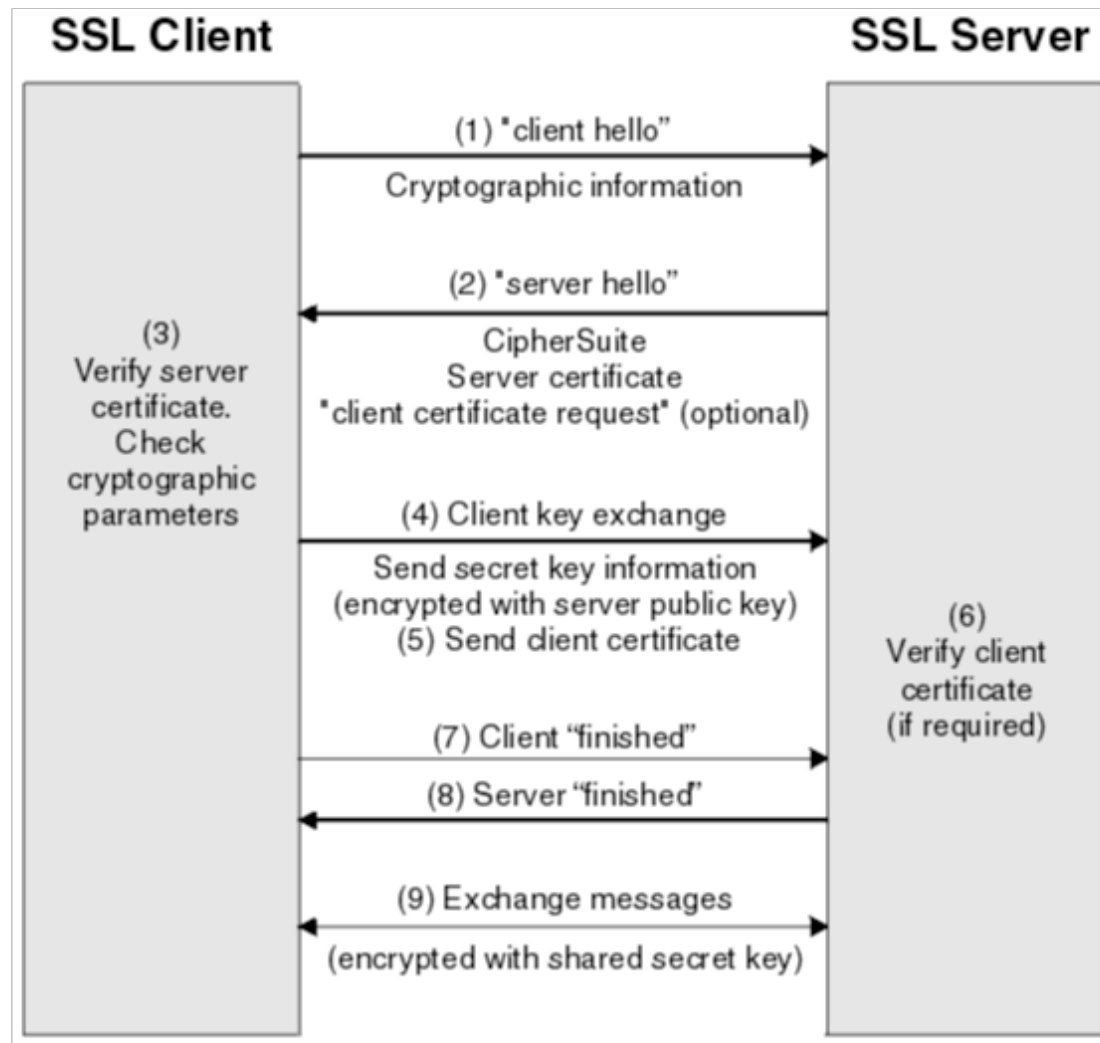 SSL Client
SSL Server
(1) "client hello”
Cryptographic information
(2) "server hello”
CipherSuite
Server certificate
"client certificate request" (optional)
(3)
Verify server
certificate.
Check
cryptographic
parameters
(4) Client key exchange
Send secret key information
(encrypted with server public key)
(5) Send client certificate
(6)
Verify client
certificate
(if required)
(7) Client “finished”
(8) Server “finished”
(9) Exchange messages
(encrypted with shared secret key)